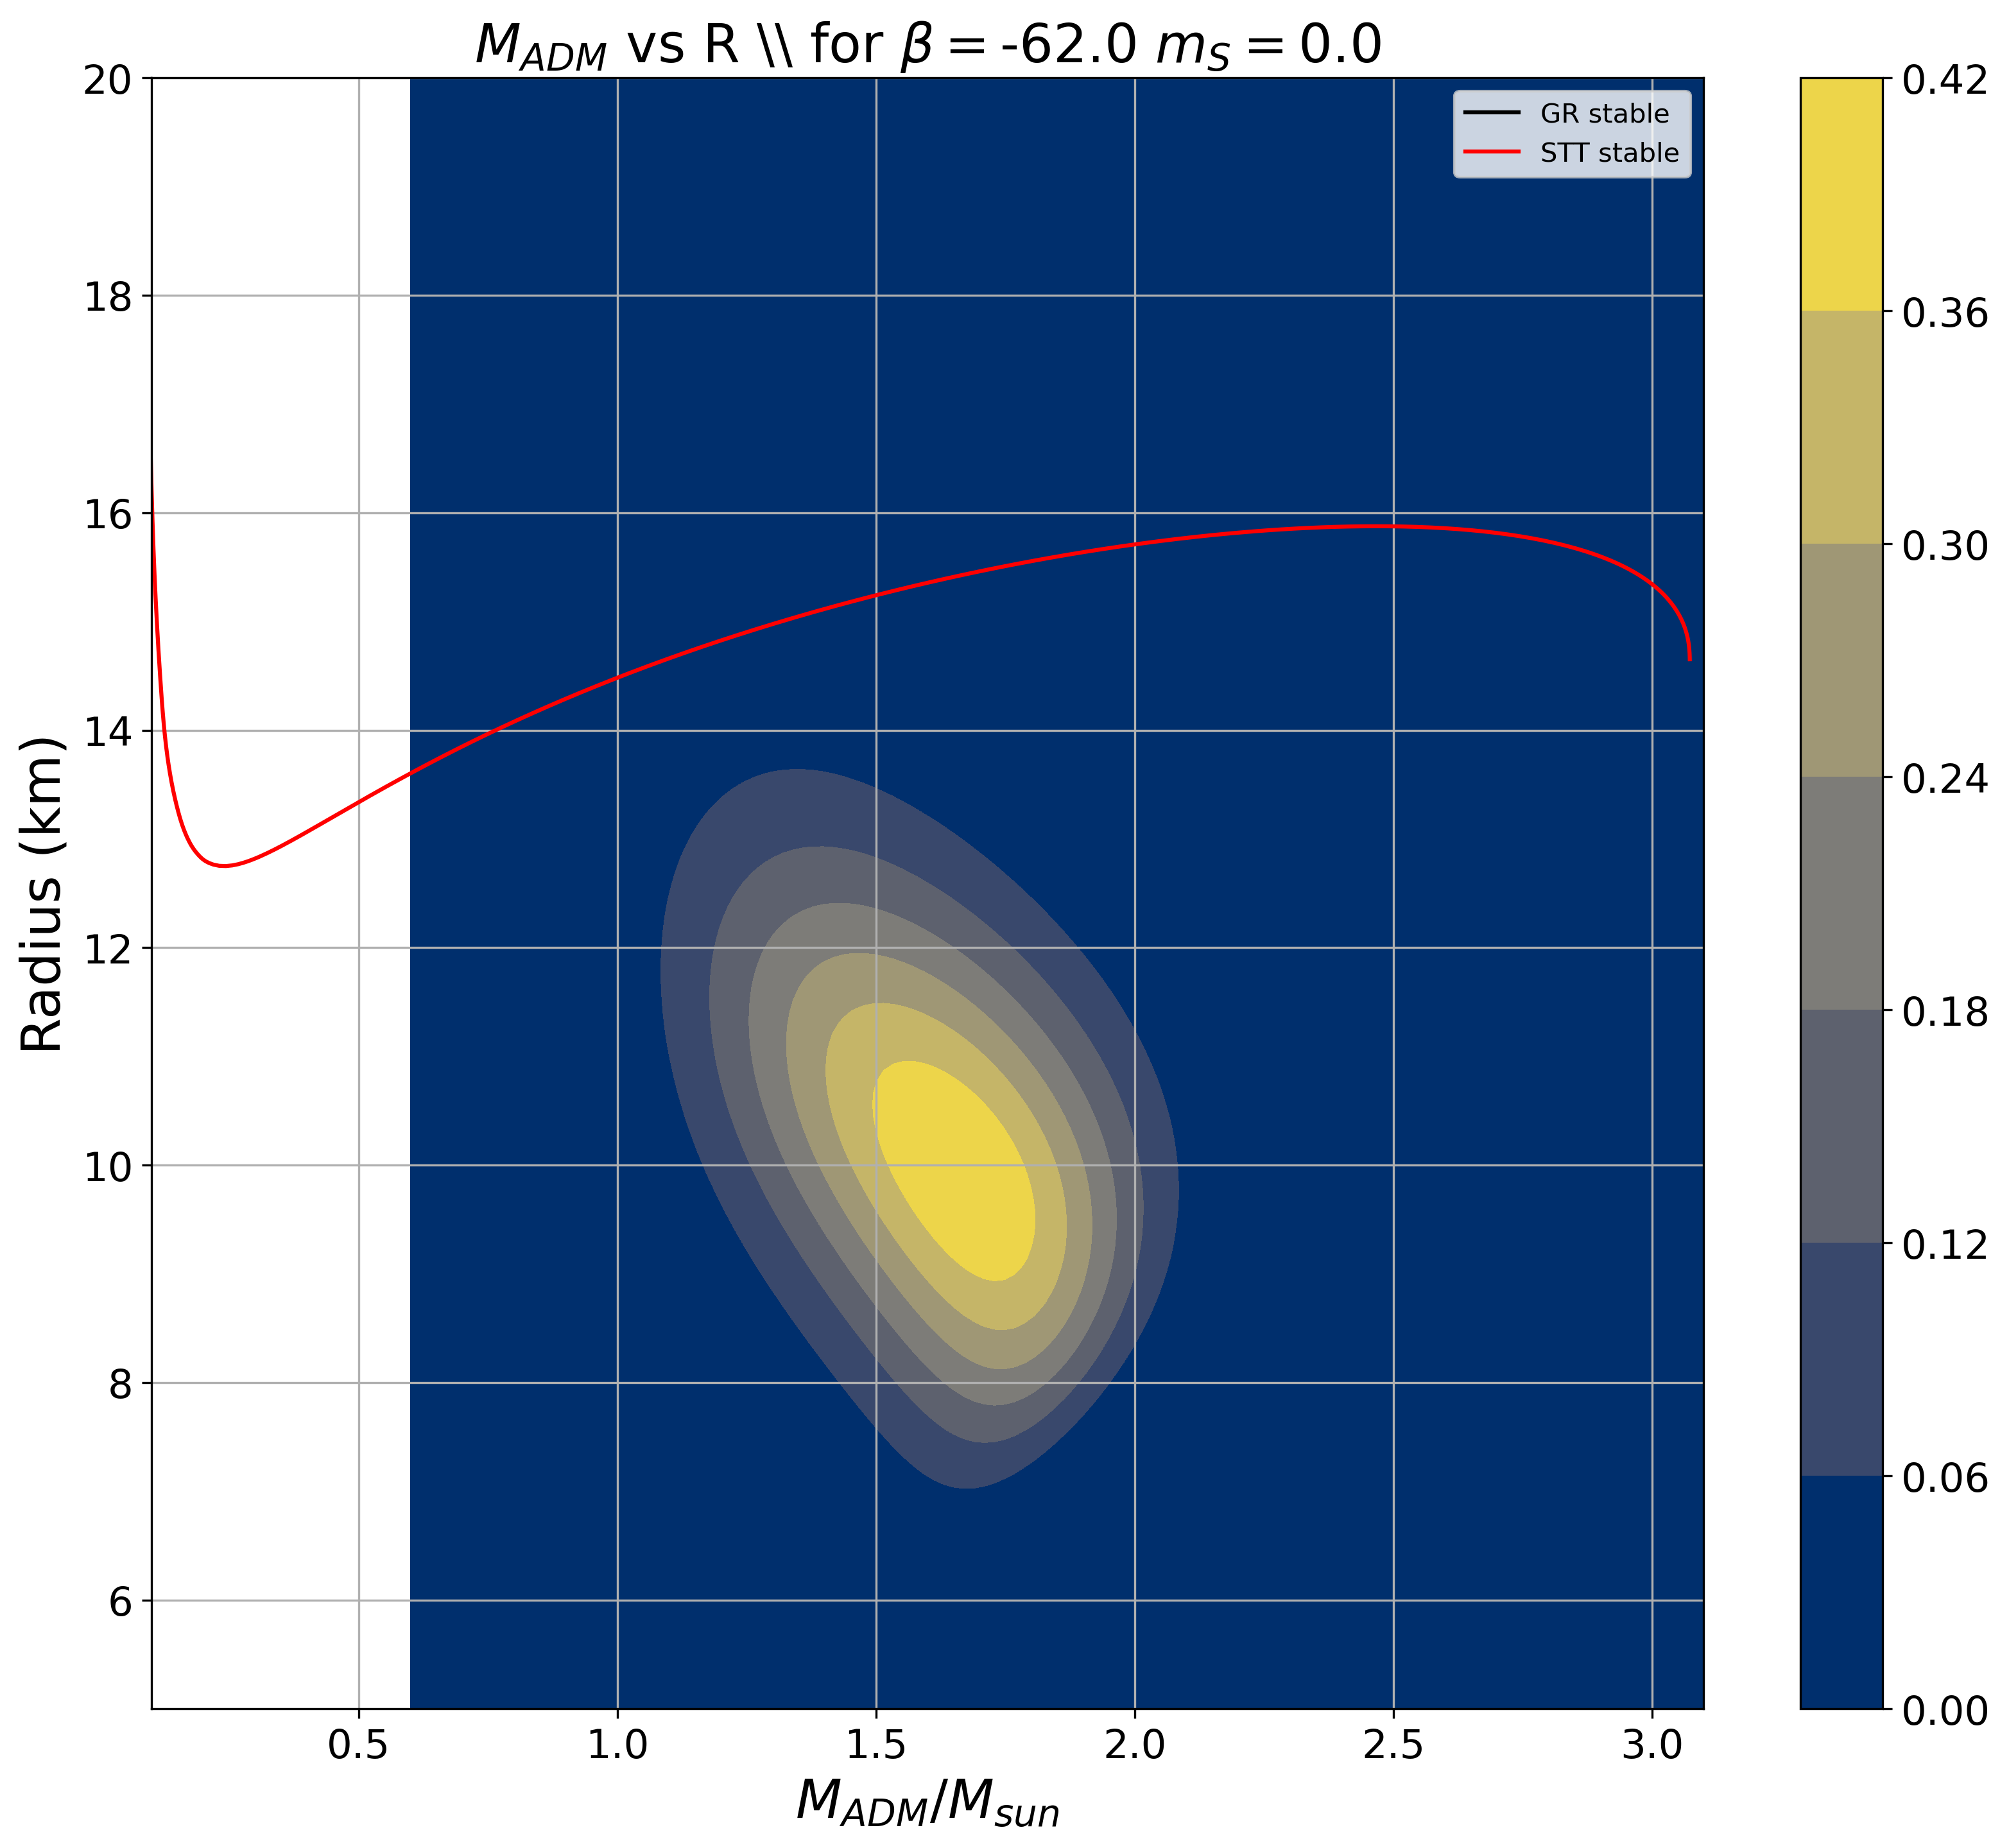 M_ADM vs R \\ for β = -62.0 m_S = 0.0
GR stable
STT stable
Radius (km)
20
18
16
14
12
10
8
6
0.5 1.0 1.5 2.0 2.5 3.0
M_ADM/M_sun
0.42
0.36
0.30
0.24
0.18
0.12
0.06
0.00